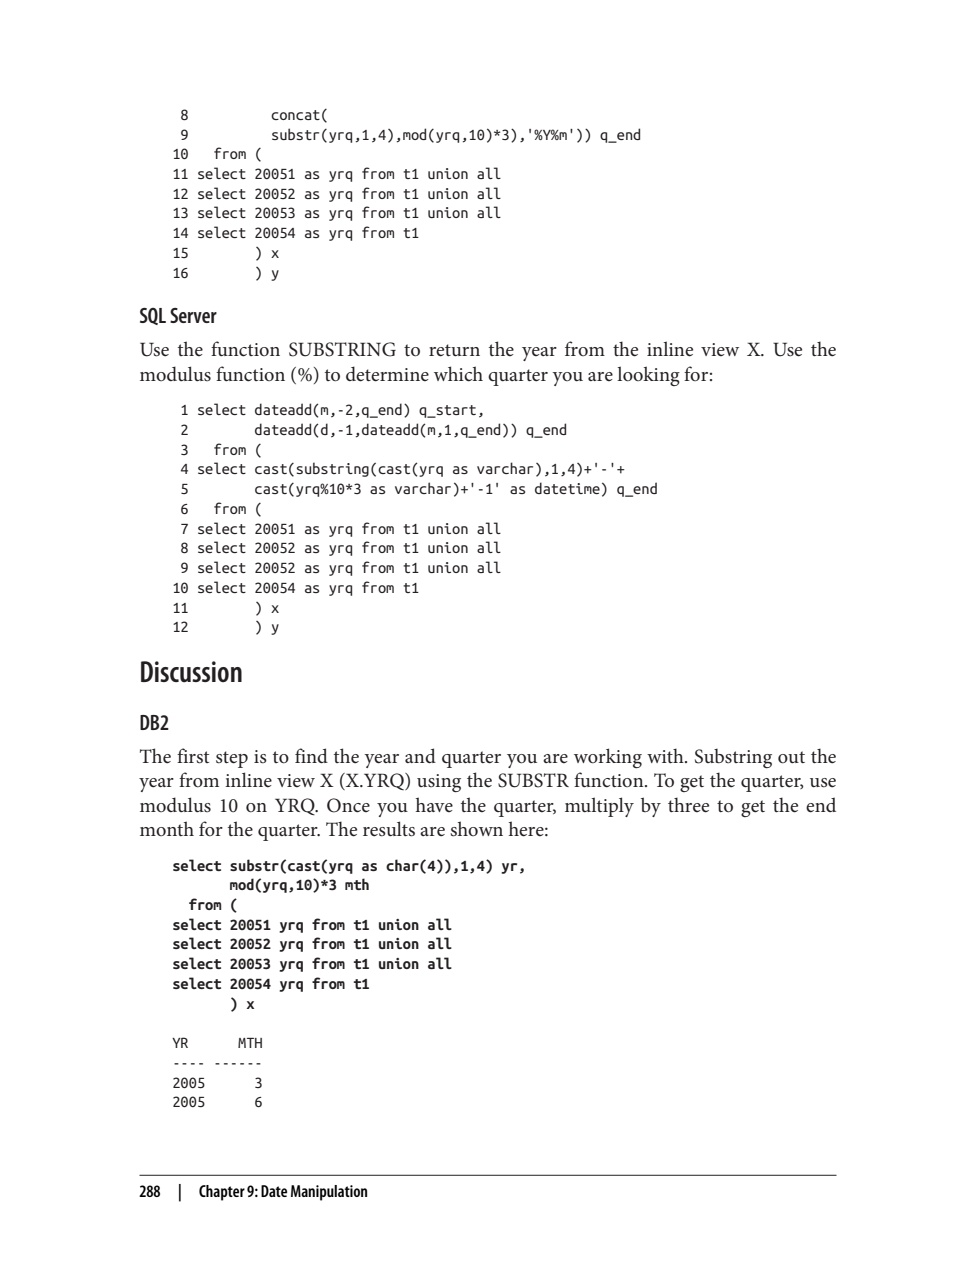 8          concat(
 9          substr(yrq,1,4),mod(yrq,10)*3),'%Y%m')) q_end
10   from (
11 select 20051 as yrq from t1 union all
12 select 20052 as yrq from t1 union all
13 select 20053 as yrq from t1 union all
14 select 20054 as yrq from t1
15        ) x
16        ) y
SQL Server
Use the function SUBSTRING to return the year from the inline view X. Use the
modulus function (%) to determine which quarter you are looking for:
 1 select dateadd(m,-2,q_end) q_start,
 2        dateadd(d,-1,dateadd(m,1,q_end)) q_end
 3   from (
 4 select cast(substring(cast(yrq as varchar),1,4)+'-'+
 5        cast(yrq%10*3 as varchar)+'-1' as datetime) q_end
 6   from (
 7 select 20051 as yrq from t1 union all
 8 select 20052 as yrq from t1 union all
 9 select 20052 as yrq from t1 union all
10 select 20054 as yrq from t1
11        ) x
12        ) y
Discussion
DB2
The first step is to find the year and quarter you are working with. Substring out the
year from inline view X (X.YRQ) using the SUBSTR function. To get the quarter, use
modulus 10 on YRQ. Once you have the quarter, multiply by three to get the end
month for the quarter. The results are shown here:
select substr(cast(yrq as char(4)),1,4) yr,
       mod(yrq,10)*3 mth
  from (
select 20051 yrq from t1 union all
select 20052 yrq from t1 union all
select 20053 yrq from t1 union all
select 20054 yrq from t1
       ) x
YR      MTH
---- ------
2005      3
2005      6
288 | Chapter 9: Date Manipulation